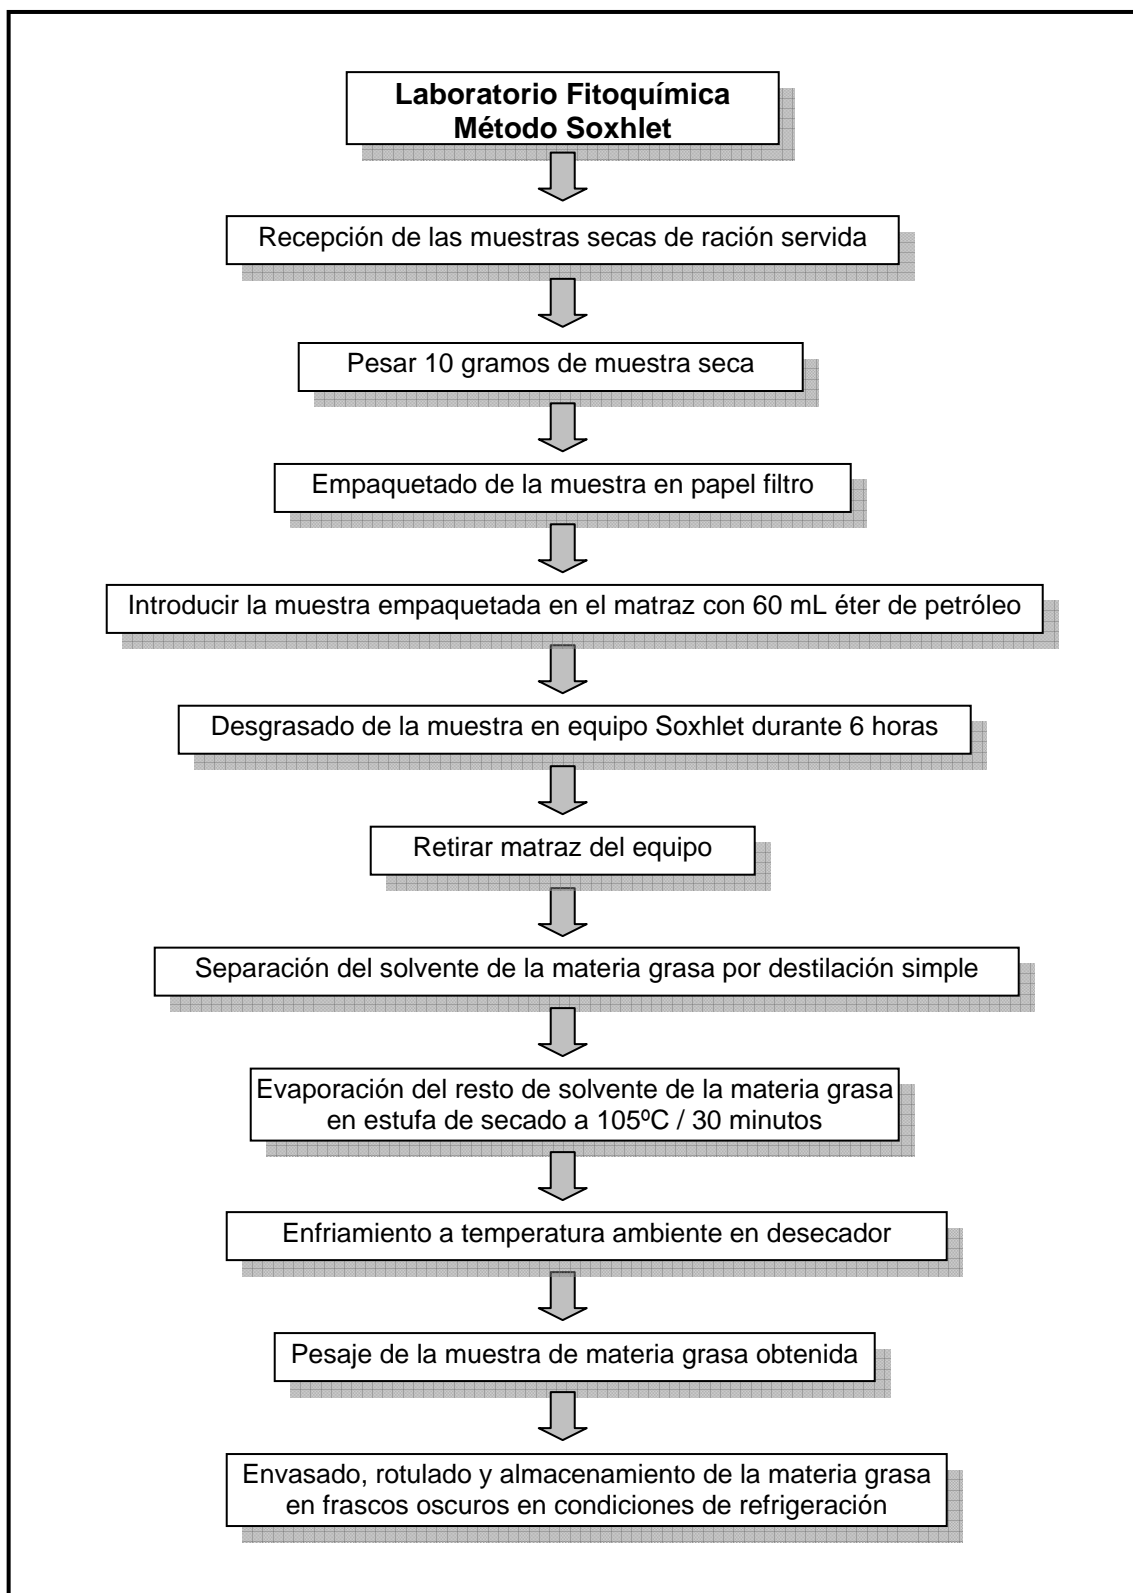 Laboratorio Fitoquímica
Método Soxhlet
Recepción de las muestras secas de ración servida
Pesar 10 gramos de muestra seca
Empaquetado de la muestra en papel filtro
Introducir la muestra empaquetada en el matraz con 60 mL éter de petróleo
Desgrasado de la muestra en equipo Soxhlet durante 6 horas
Retirar matraz del equipo
Separación del solvente de la materia grasa por destilación simple
Evaporación del resto de solvente de la materia grasa
en estufa de secado a 105ºC / 30 minutos
Enfriamiento a temperatura ambiente en desecador
Pesaje de la muestra de materia grasa obtenida
Envasado, rotulado y almacenamiento de la materia grasa
en frascos oscuros en condiciones de refrigeración